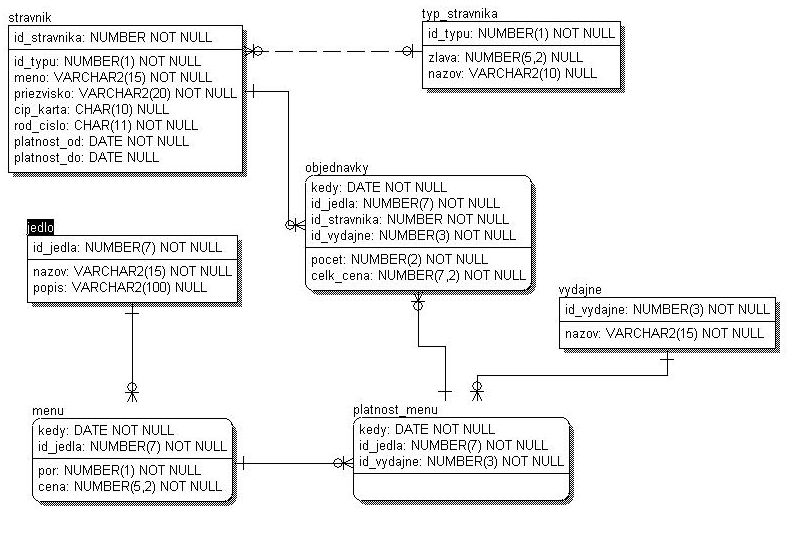 stravnik
id_stravnika: NUMBER NOT NULL
id_typu: NUMBER(1) NOT NULL
meno: VARCHAR2(15) NOT NULL
priezvisko: VARCHAR2(20) NOT NULL
cip_karta: CHAR(10) NULL
rod_cislo: CHAR(11) NOT NULL
platnost_od: DATE NOT NULL
platnost_do: DATE NULL
typ_stravnika
id_typu: NUMBER(1) NOT NULL
zlava: NUMBER(5,2) NULL
nazov: VARCHAR2(10) NULL
objednavky
kedy: DATE NOT NULL
id_jedla: NUMBER(7) NOT NULL
id_stravnika: NUMBER NOT NULL
id_vydajne: NUMBER(3) NOT NULL
pocet: NUMBER(2) NOT NULL
celk_cena: NUMBER(7,2) NOT NULL
jedlo
id_jedla: NUMBER(7) NOT NULL
nazov: VARCHAR2(15) NOT NULL
popis: VARCHAR2(100) NULL
vydajne
id_vydajne: NUMBER(3) NOT NULL
nazov: VARCHAR2(15) NOT NULL
menu
kedy: DATE NOT NULL
id_jedla: NUMBER(7) NOT NULL
por: NUMBER(1) NOT NULL
cena: NUMBER(5,2) NOT NULL
platnost_menu
kedy: DATE NOT NULL
id_jedla: NUMBER(7) NOT NULL
id_vydajne: NUMBER(3) NOT NULL